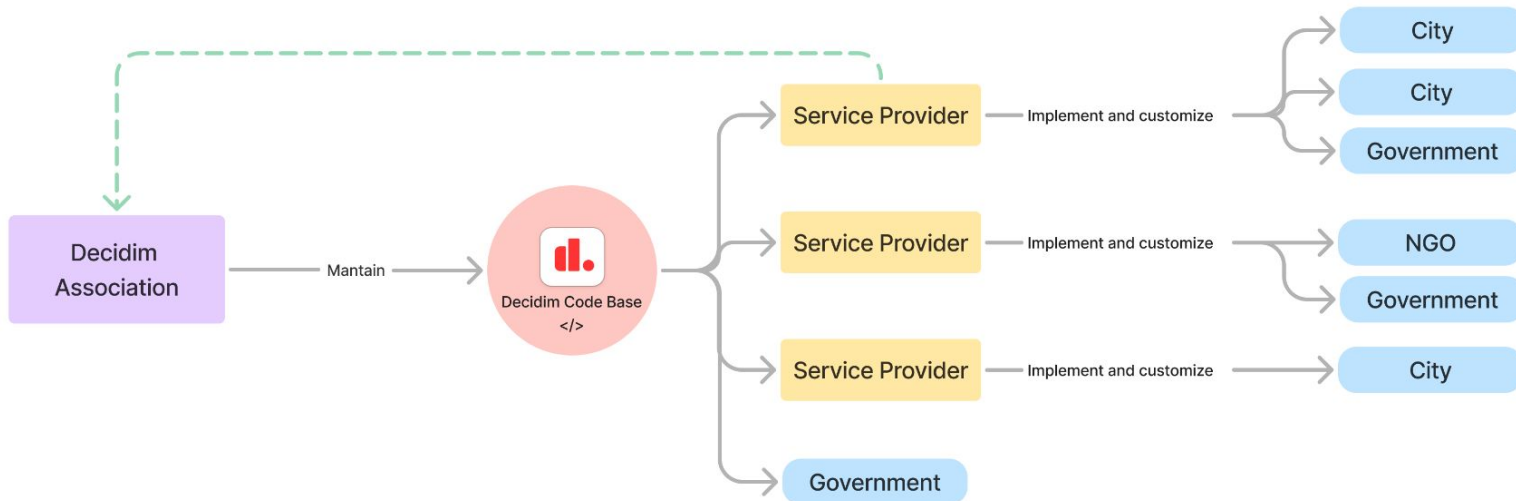 City
City
Service Provider
Implement and customize
Government
Decidim
Association
Mantain
d.
Decidim Code Base
</>
Service Provider
Implement and customize
NGO
Government
Service Provider
Implement and customize
City
Government